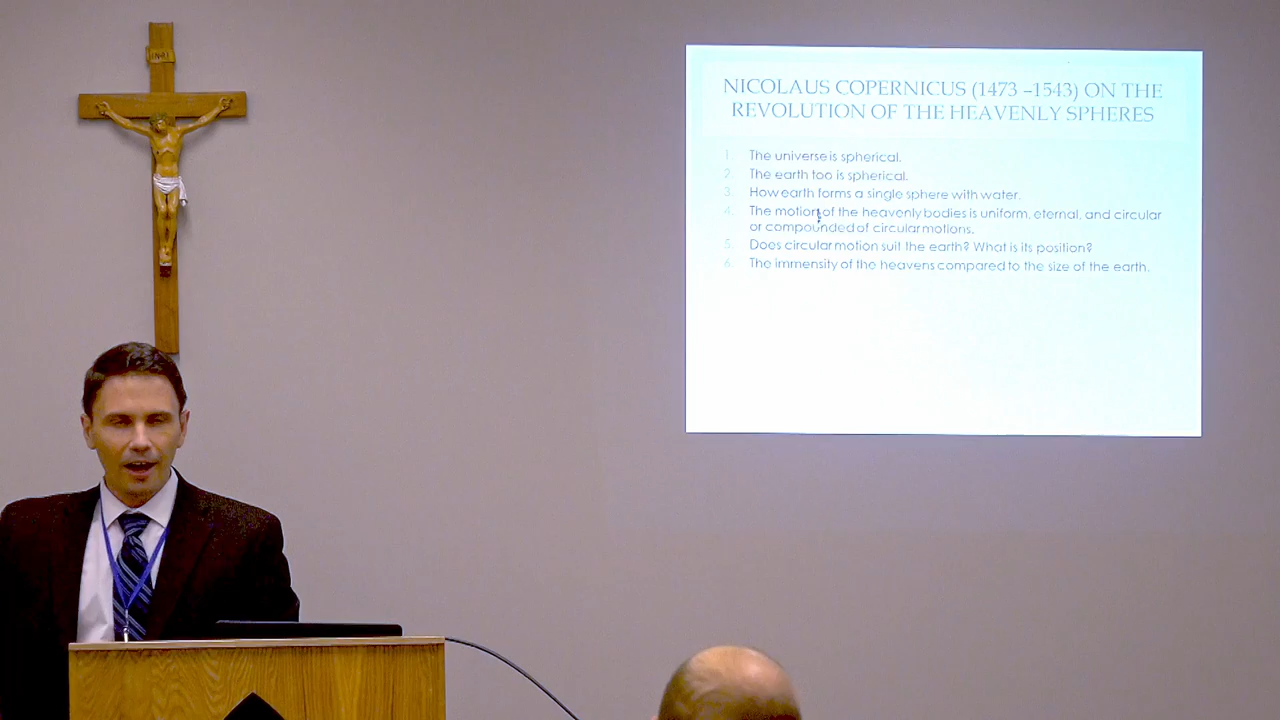 INRI
NICOLAUS COPERNICUS (1473 –1543) ON THE
REVOLUTION OF THE HEAVENLY SPHERES
1. The universe is spherical.
2. The earth too is spherical.
3. How earth forms a single sphere with water.
4. The motion of the heavenly bodies is uniform, eternal, and circular
or compounded of circular motions.
5. Does circular motion suit the earth? What is its position?
6. The immensity of the heavens compared to the size of the earth.